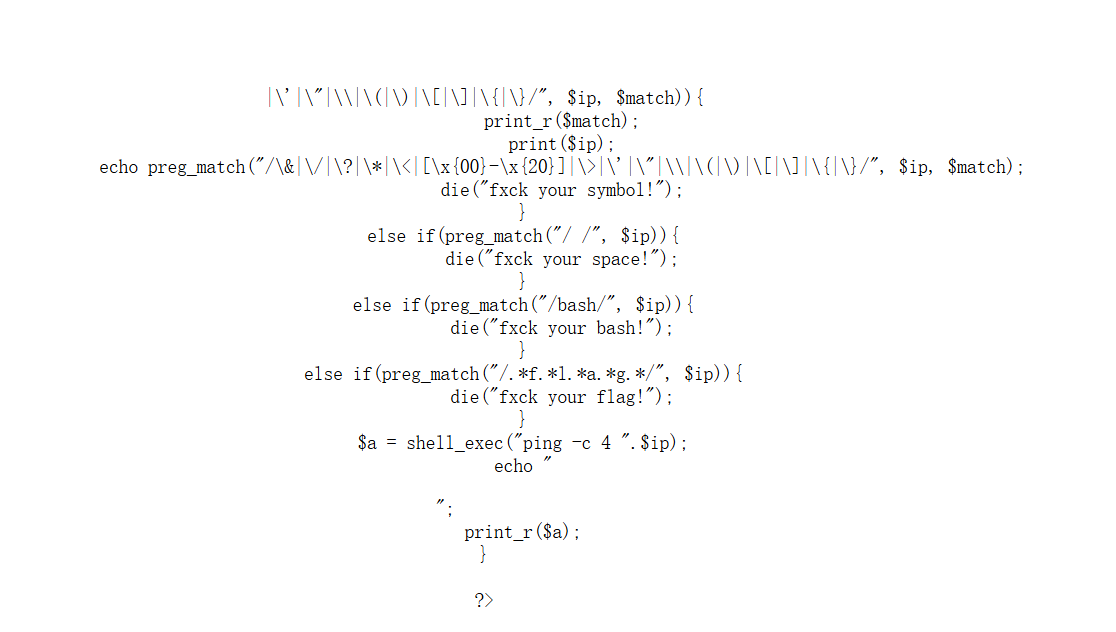 |\'|\"|\\|\(|\)|\[|\]|\{|\}/", $ip, $match)){
print_r($match);
print($ip);
echo preg_match("/\&|\/|\?|\*|\<|[\x{00}-\x{20}]|\>|\'|\"|\\|\(|\)|\[|\]|\{|\}/", $ip, $match);
die("fxck your symbol!");
}
else if(preg_match("/ /", $ip)){
die("fxck your space!");
}
else if(preg_match("/bash/", $ip)){
die("fxck your bash!");
}
else if(preg_match("/.*f.*l.*a.*g.*/", $ip)){
die("fxck your flag!");
}
$a = shell_exec("ping -c 4 ".$ip);
echo "
";
print_r($a);
}
?>